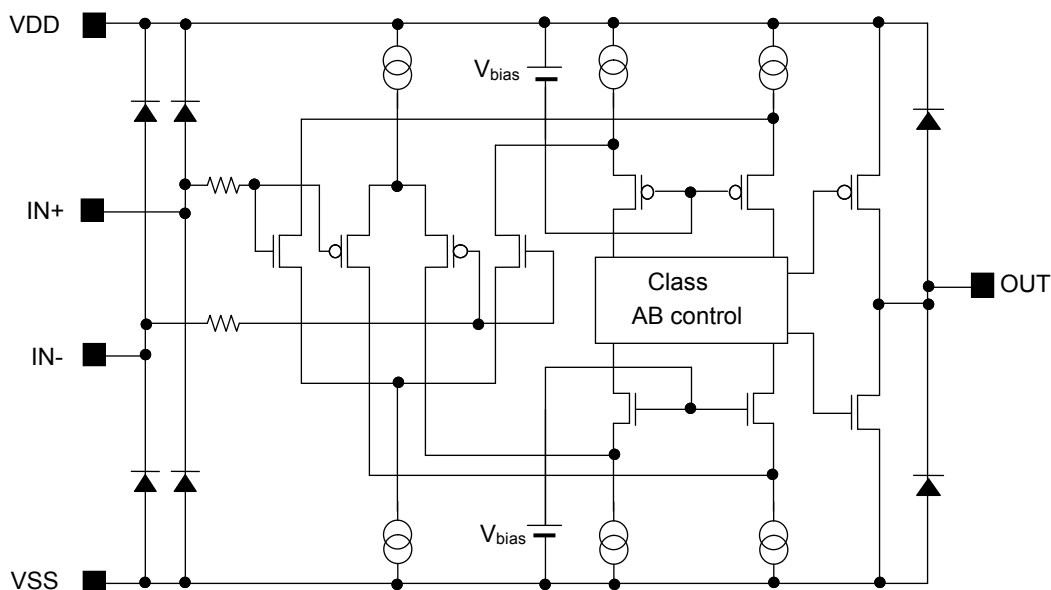 VDD
Vbias
IN+
Class
AB control
OUT
IN-
Vbias
VSS